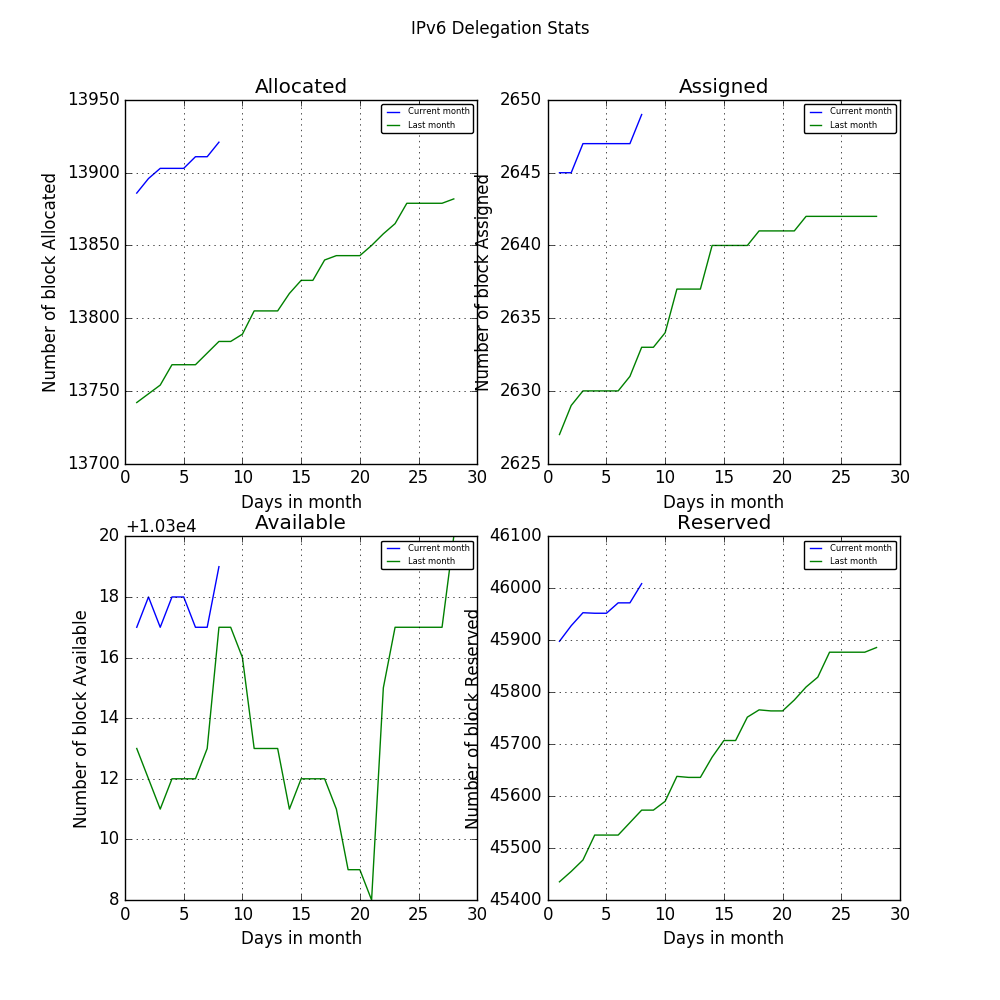 IPv6 Delegation Stats
Allocated
Current month
Last month
13950
13900
13850
13800
13750
13700
Number of block Allocated
0 5 10 15 20 25 30
Days in month
Assigned
Current month
Last month
2650
2645
2640
2635
2630
2625
Number of block Assigned
0 5 10 15 20 25 30
Days in month
Available
+1.03e4
Current month
Last month
20
18
16
14
12
10
8
Number of block Available
0 5 10 15 20 25 30
Days in month
Reserved
Current month
Last month
46100
46000
45900
45800
45700
45600
45500
45400
Number of block Reserved
0 5 10 15 20 25 30
Days in month